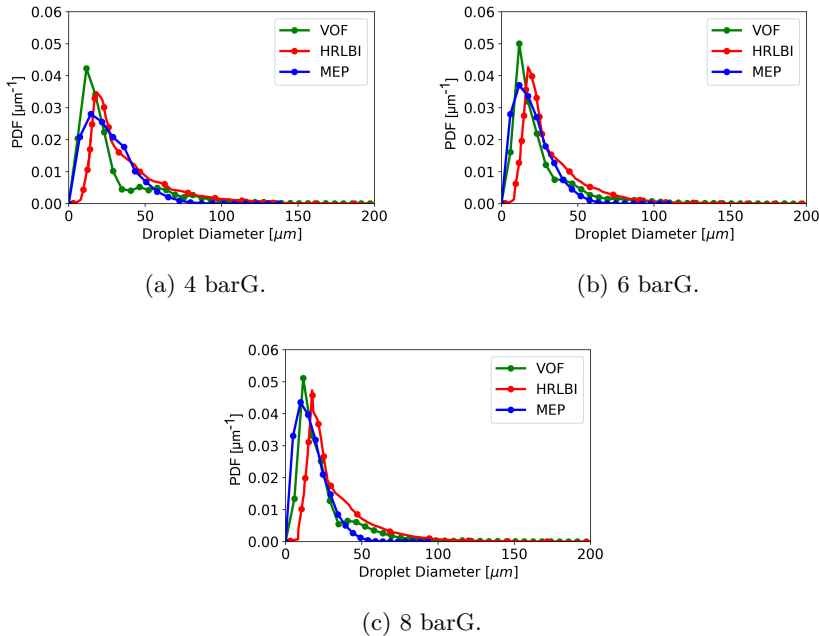 0.06
0.05
0.04
0.03
0.02
0.01
0.00
PDF [μm⁻¹]
VOF
HRLBI
MEP
0 50 100 150 200
Droplet Diameter [μm]
(a) 4 barG.
0.06
0.05
0.04
0.03
0.02
0.01
0.00
PDF [μm⁻¹]
VOF
HRLBI
MEP
0 50 100 150 200
Droplet Diameter [μm]
(b) 6 barG.
0.06
0.05
0.04
0.03
0.02
0.01
0.00
PDF [μm⁻¹]
VOF
HRLBI
MEP
0 50 100 150 200
Droplet Diameter [μm]
(c) 8 barG.